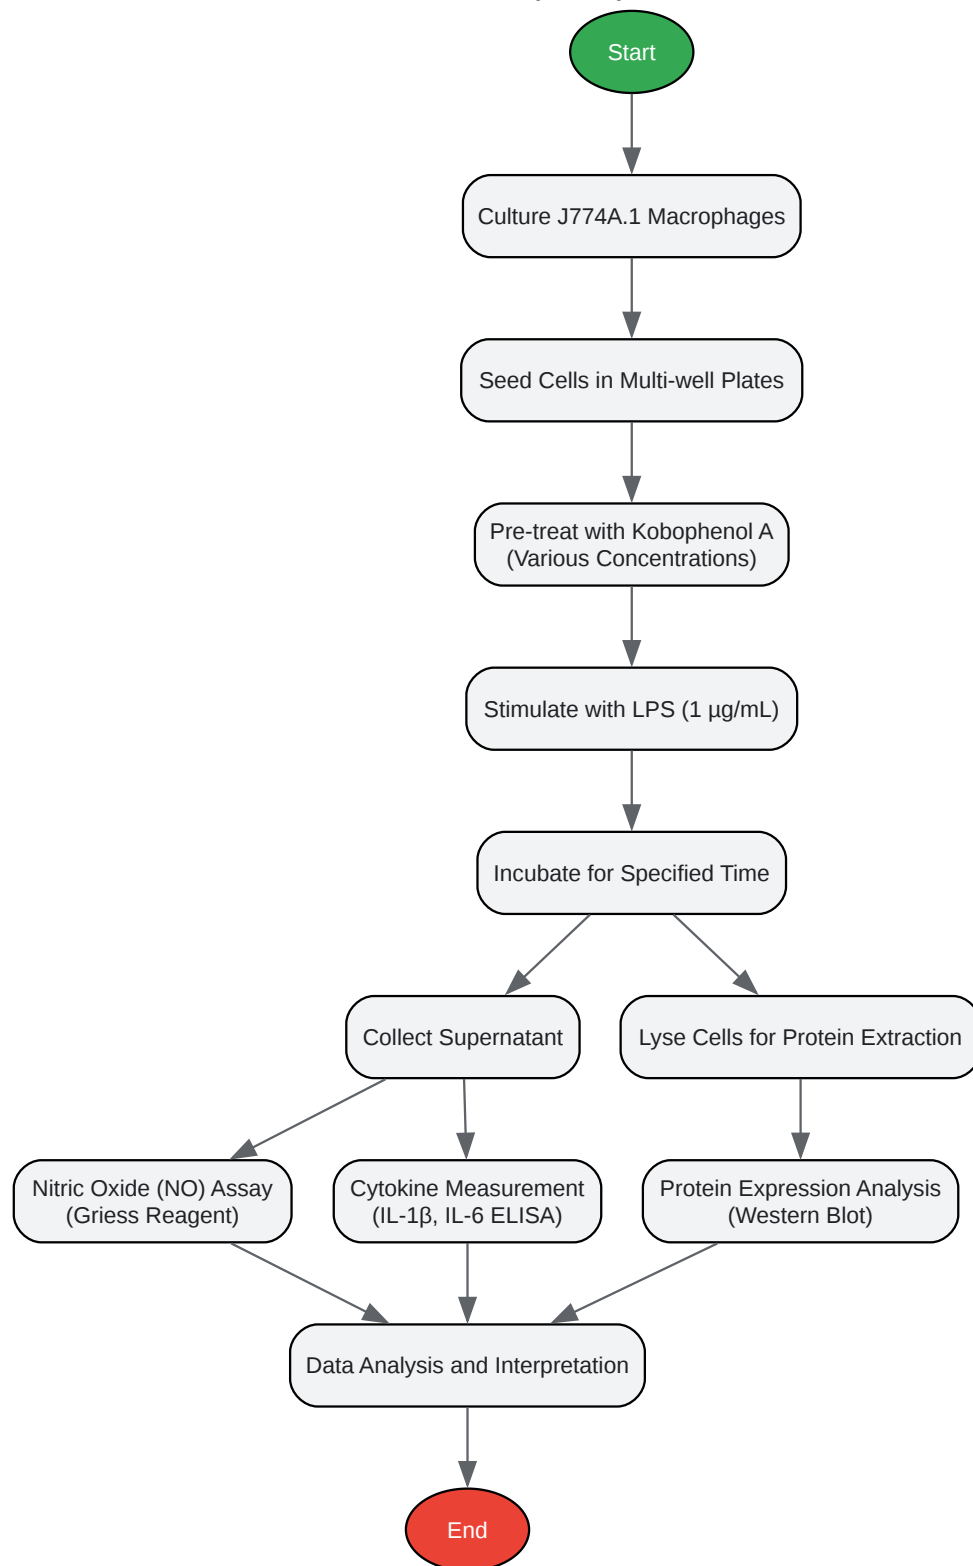 Start
Culture J774A.1 Macrophages
Seed Cells in Multi-well Plates
Pre-treat with Kobophenol A
(Various Concentrations)
Stimulate with LPS (1 µg/mL)
Incubate for Specified Time
Collect Supernatant
Lyse Cells for Protein Extraction
Nitric Oxide (NO) Assay
(Griess Reagent)
Cytokine Measurement
(IL-1β, IL-6 ELISA)
Protein Expression Analysis
(Western Blot)
Data Analysis and Interpretation
End